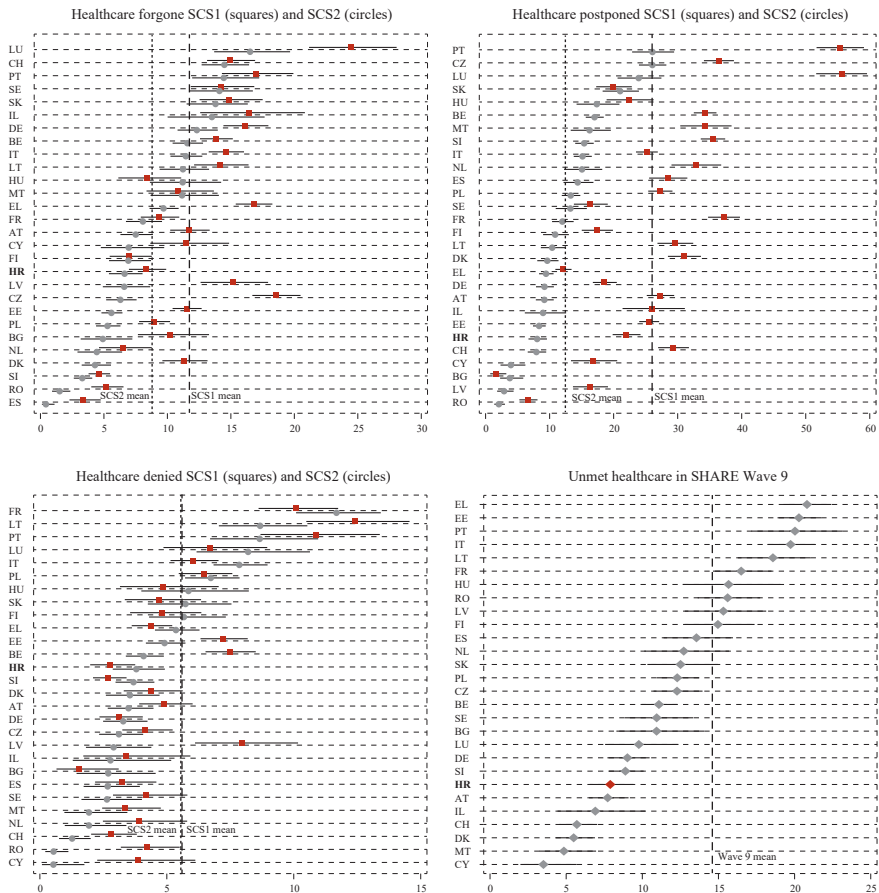 Healthcare forgone SCS1 (squares) and SCS2 (circles)
LU
CH
PT
SE
SK
IL
DE
BE
IT
LT
HU
MT
EL
FR
AT
CY
FI
HR
LV
CZ
EE
PL
BG
NL
DK
SI
RO
ES
SCS2 mean
SCS1 mean
0 5 10 15 20 25 30
Healthcare postponed SCS1 (squares) and SCS2 (circles)
PT
CZ
LU
SK
HU
BE
MT
SI
IT
NL
ES
PL
SE
FR
FI
LT
DK
EL
DE
AT
IL
EE
HR
CH
CY
BG
LV
RO
SCS2 mean
SCS1 mean
0 10 20 30 40 50 60
Healthcare denied SCS1 (squares) and SCS2 (circles)
FR
LT
PT
LU
IT
PL
HU
SK
FI
EL
EE
BE
HR
SI
DK
AT
DE
CZ
LV
IL
BG
ES
SE
MT
NL
CH
RO
CY
SCS2 mean
SCS1 mean
0 5 10 15
Unmet healthcare in SHARE Wave 9
EL
EE
PT
IT
LT
FR
HU
RO
LV
FI
ES
NL
SK
PL
CZ
BE
SE
BG
LU
DE
SI
HR
AT
IL
CH
DK
MT
CY
Wave 9 mean
0 5 10 15 20 25